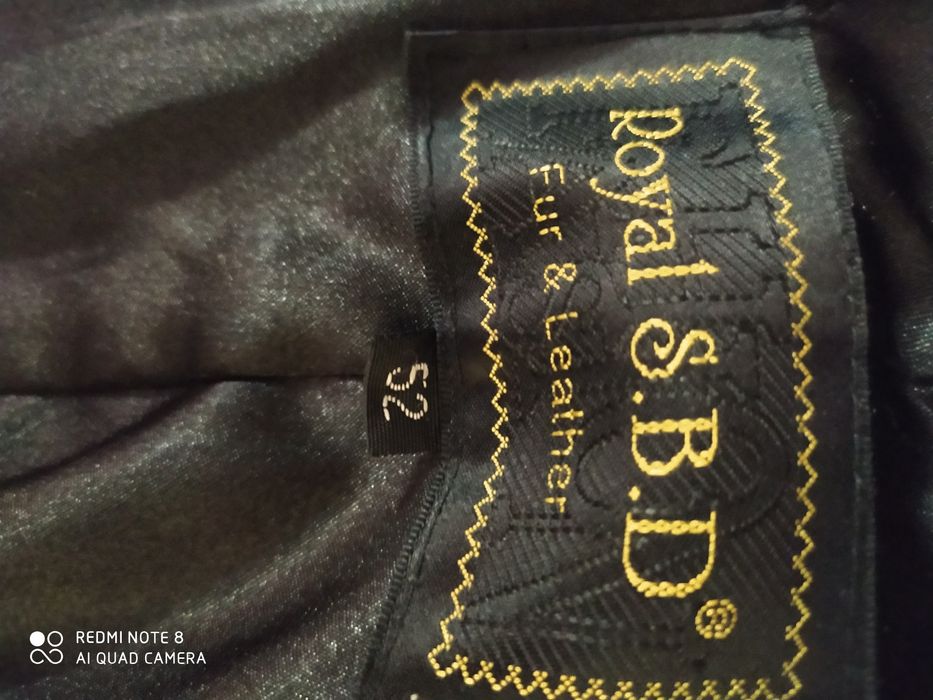 royal S.B.D®
Fur & Leather
52
REDMI NOTE 8
AI QUAD CAMERA